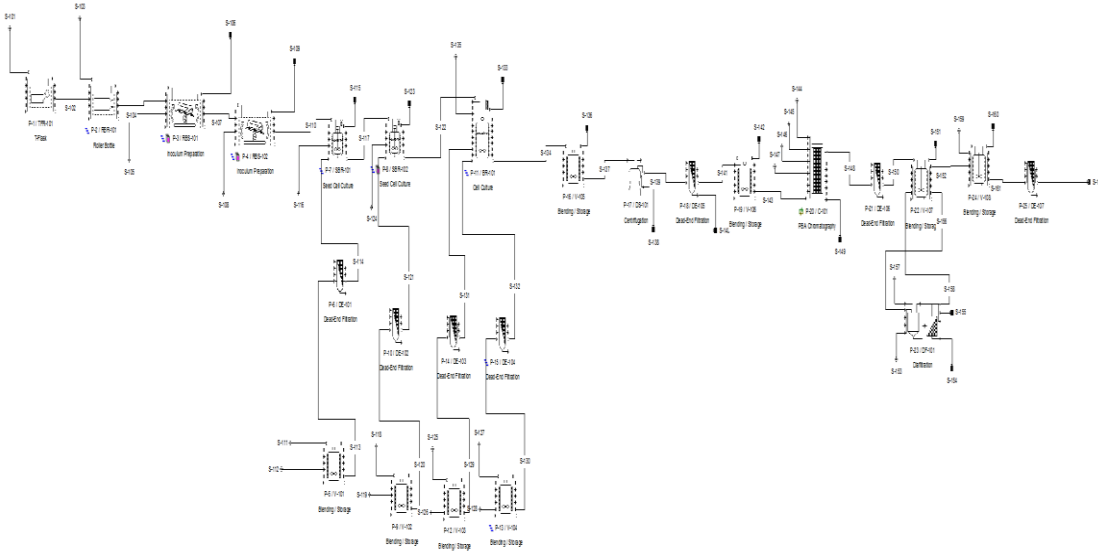 S-101
S-103
S-106
S-109
S-102
S-104
S-105
S-107
S-108
S-110
S-115
S-116
S-117
S-123
S-124
S-122
S-135
S-133
S-134
S-136
S-137
S-138
S-139
S-140
S-141
S-142
S-143
S-144
S-145
S-146
S-147
S-148
S-149
S-150
S-151
S-152
S-156
S-159
S-160
S-161
P-1 / TFR-101
T-Flask
P-2 / RBR-101
Roller Bottle
P-3 / RBS-101
Inoculum Preparation
P-4 / RBS-102
Inoculum Preparation
P-7 / SBR-101
Seed Cell Culture
P-8 / SBR-102
Seed Cell Culture
P-11 / BR-101
Cell Culture
P-16 / V-105
Blending / Storage
P-17 / DS-101
Centrifugation
P-18 / DE-105
Dead-End Filtration
P-19 / V-106
Blending / Storage
P-20 / C-101
PBA Chromatography
P-21 / DE-106
Dead-End Filtration
P-22 / V-107
Blending / Storag
P-24 / V-108
Blending / Storage
P-25 / DE-107
Dead-End Filtration
S-114
P-6 / DE-101
Dead-End Filtration
S-121
P-10 / DE-102
Dead-End Filtration
S-131
P-14 / DE-103
Dead-End Filtration
S-132
P-15 / DE-104
Dead-End Filtration
S-157
S-158
S-155
S-153
S-154
P-23 / DF-101
Diafiltration
S-111
S-112
S-113
P-5 / V-101
Blending / Storage
S-118
S-119
S-120
P-9 / V-102
Blending / Storage
S-125
S-126
S-129
P-12 / V-103
Blending / Storage
S-127
S-128
S-130
P-13 / V-104
Blending / Storage